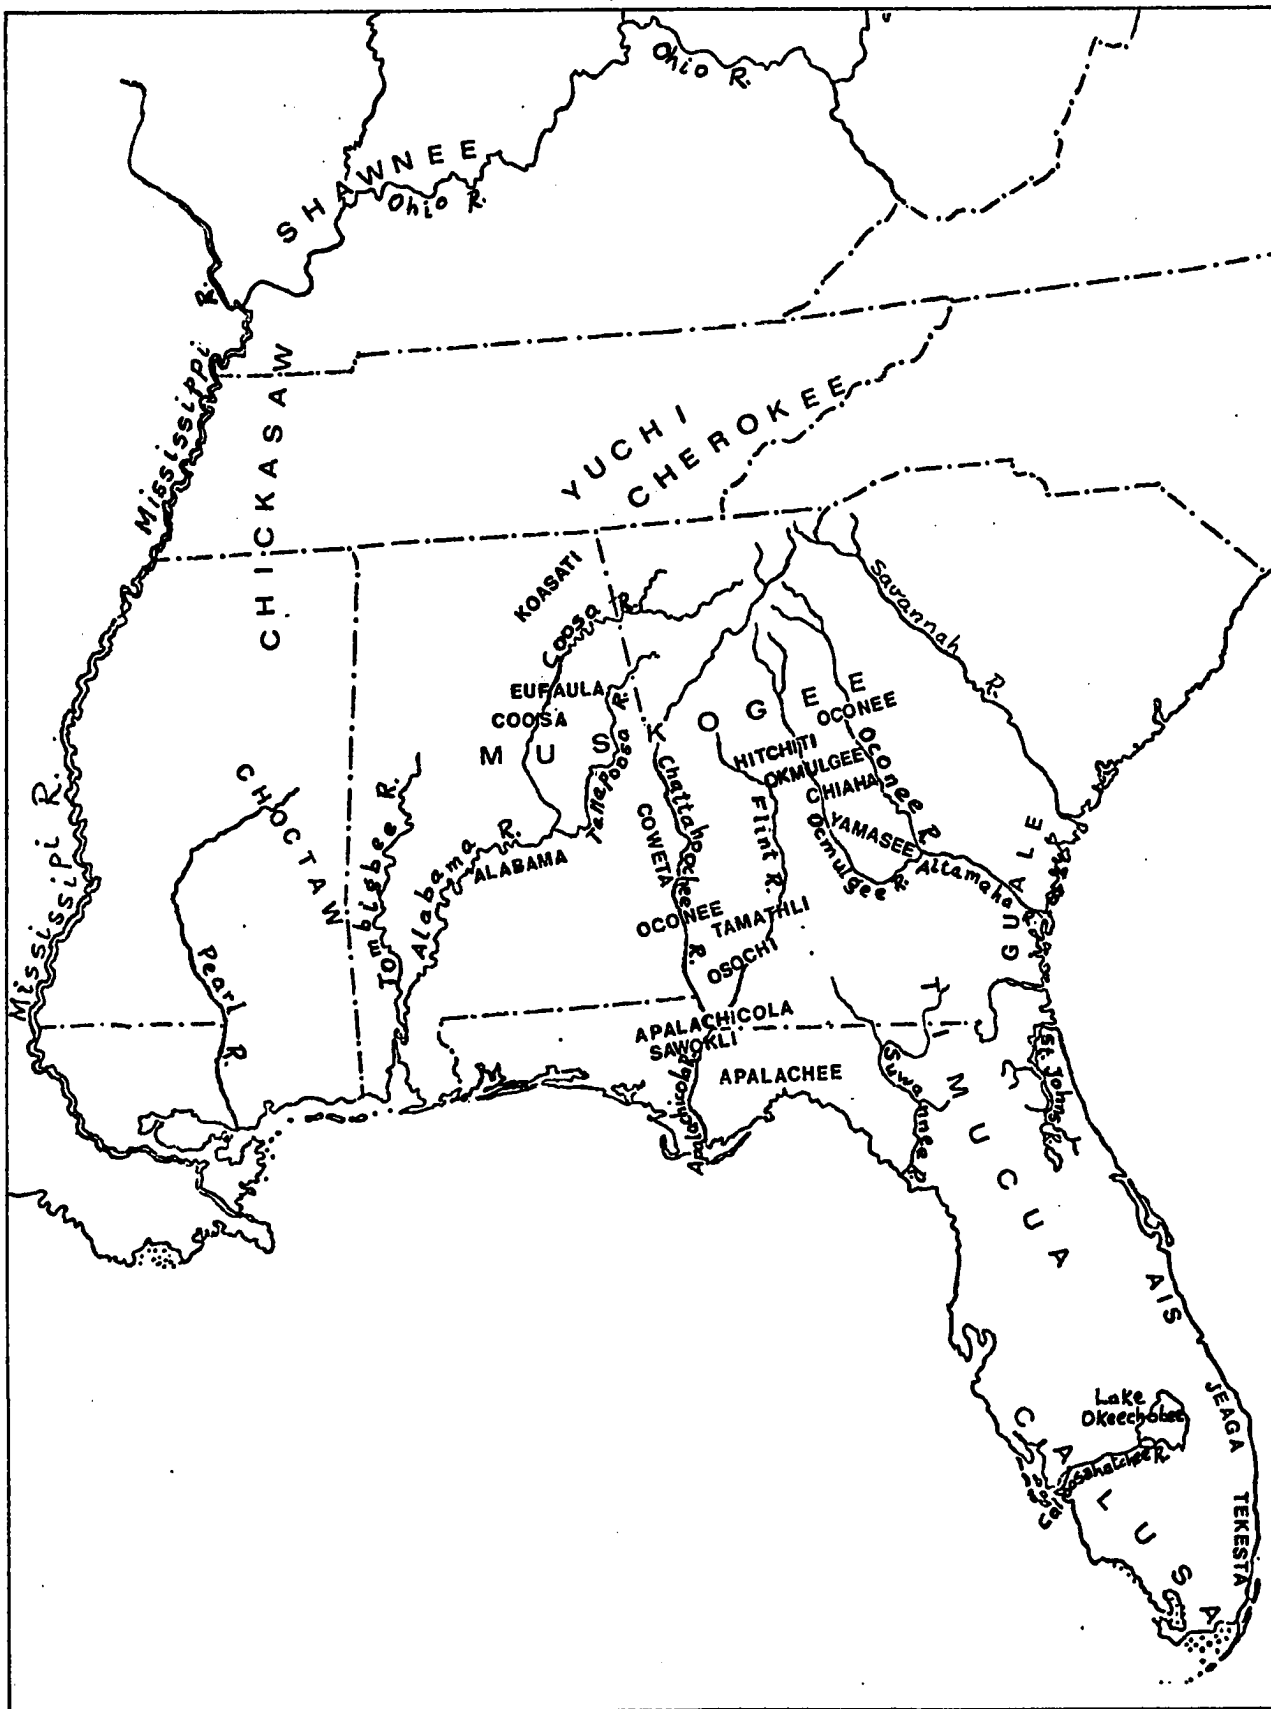 Ohio R.
SHAWNEE
Ohio R.
Mississippi R.
CHICKASAW
YUCHI
CHEROKEE
KOASATI
Coosa R.
Savannah R.
EUFAULA
COOSA
MUSKOGEE
Tallapoosa R.
OCONEE
HITCHITI
OKMULGEE
CHIAHA
Oconee R.
YAMASEE
Ocmulgee R.
Altamaha R.
GUALE
Mississippi R.
CHOCTAW
Tombigbee R.
Alabama R.
ALABAMA
Chattahoochee R.
COWETA
Flint R.
OCONEE
TAMATHLI
OSOCHI
Pearl R.
APALACHICOLA
SAWOKLI
Apalachicola
APALACHEE
Suwannee R.
TIMUCUA
St. Johns R.
AIS
JEAGA
TEKESTA
Lake
Okeechobee
CALUSA